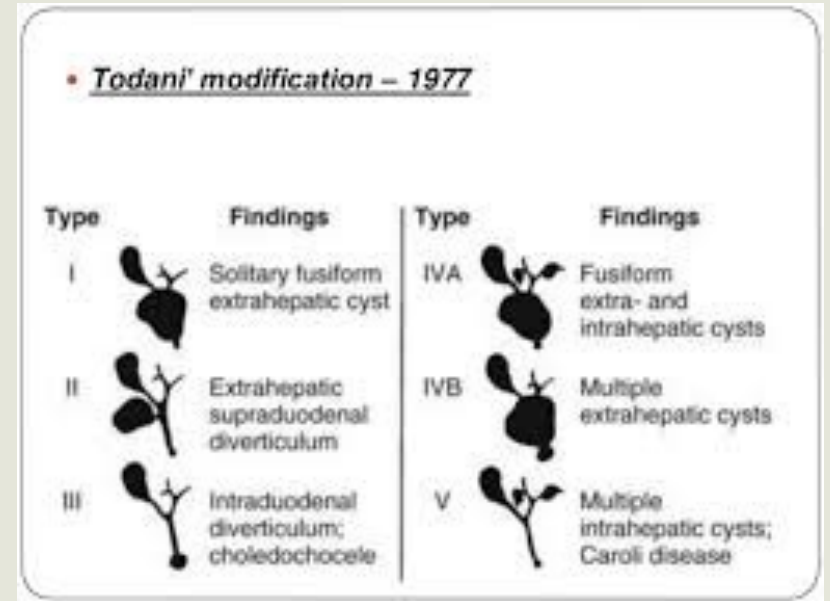 • Todani' modification – 1977
Type Findings
I Solitary fusiform
extrahepatic cyst
II Extrahepatic
supraduodenal
diverticulum
III Intraduodenal
diverticulum;
choledochocele
Type Findings
IVA Fusiform
extra- and
intrahepatic cysts
IVB Multiple
extrahepatic cysts
V Multiple
intrahepatic cysts;
Caroli disease